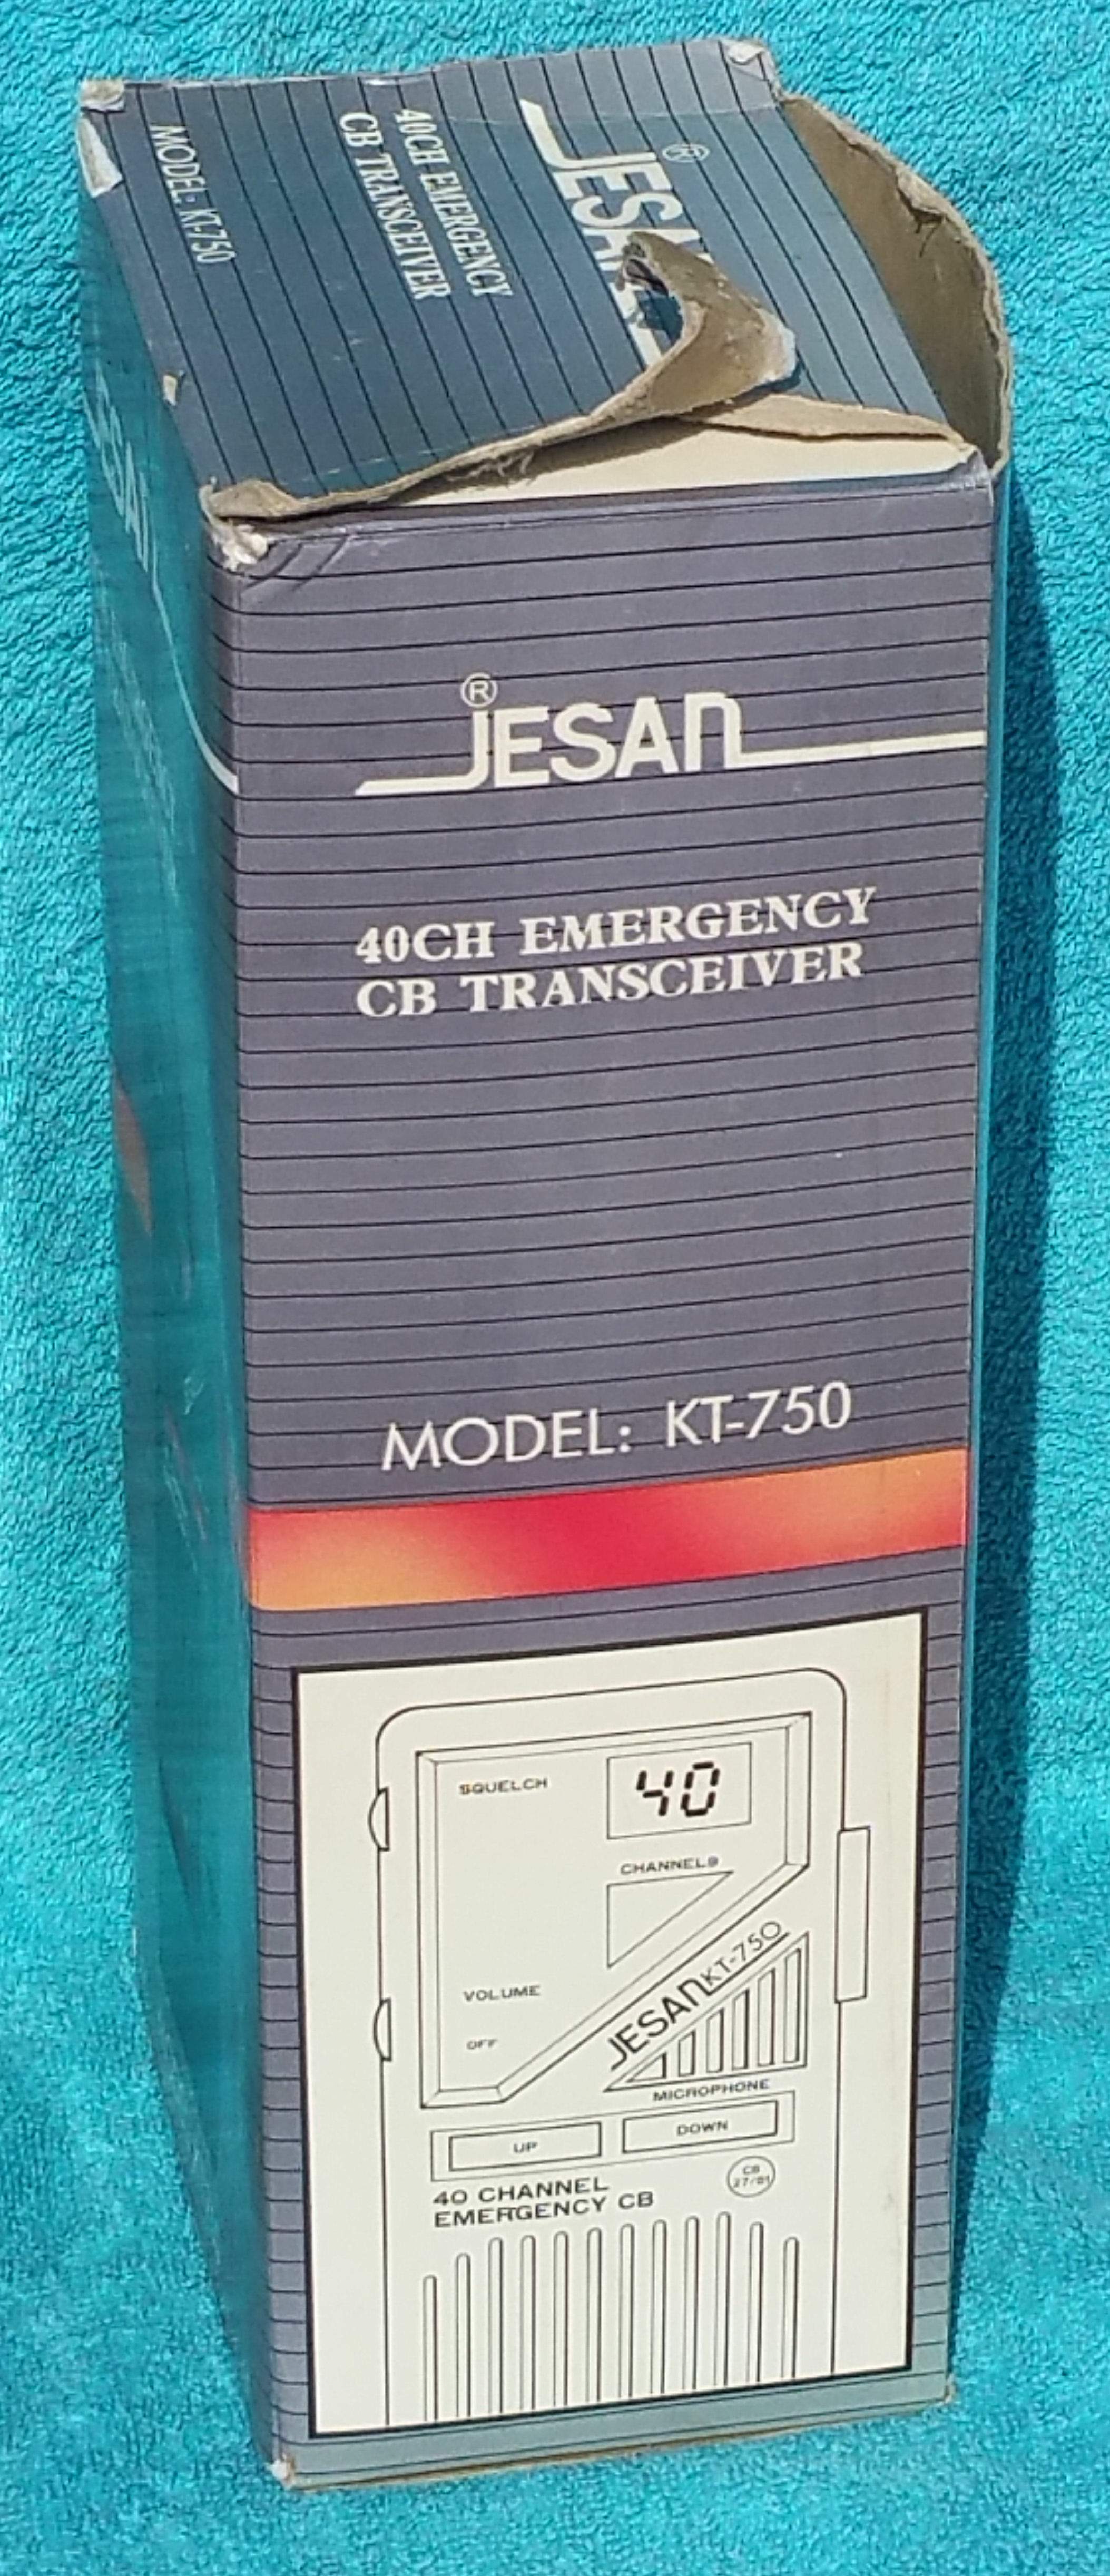 JESAN
®
40CH EMERGENCY
CB TRANSCEIVER
MODEL: KT-750
®
JESAN
40CH EMERGENCY
CB TRANSCEIVER
MODEL: KT-750
SQUELCH
40
CHANNELS
VOLUME
OFF
JESAN KT-750
MICROPHONE
UP
DOWN
40 CHANNEL
EMERGENCY CB
CB
27/81